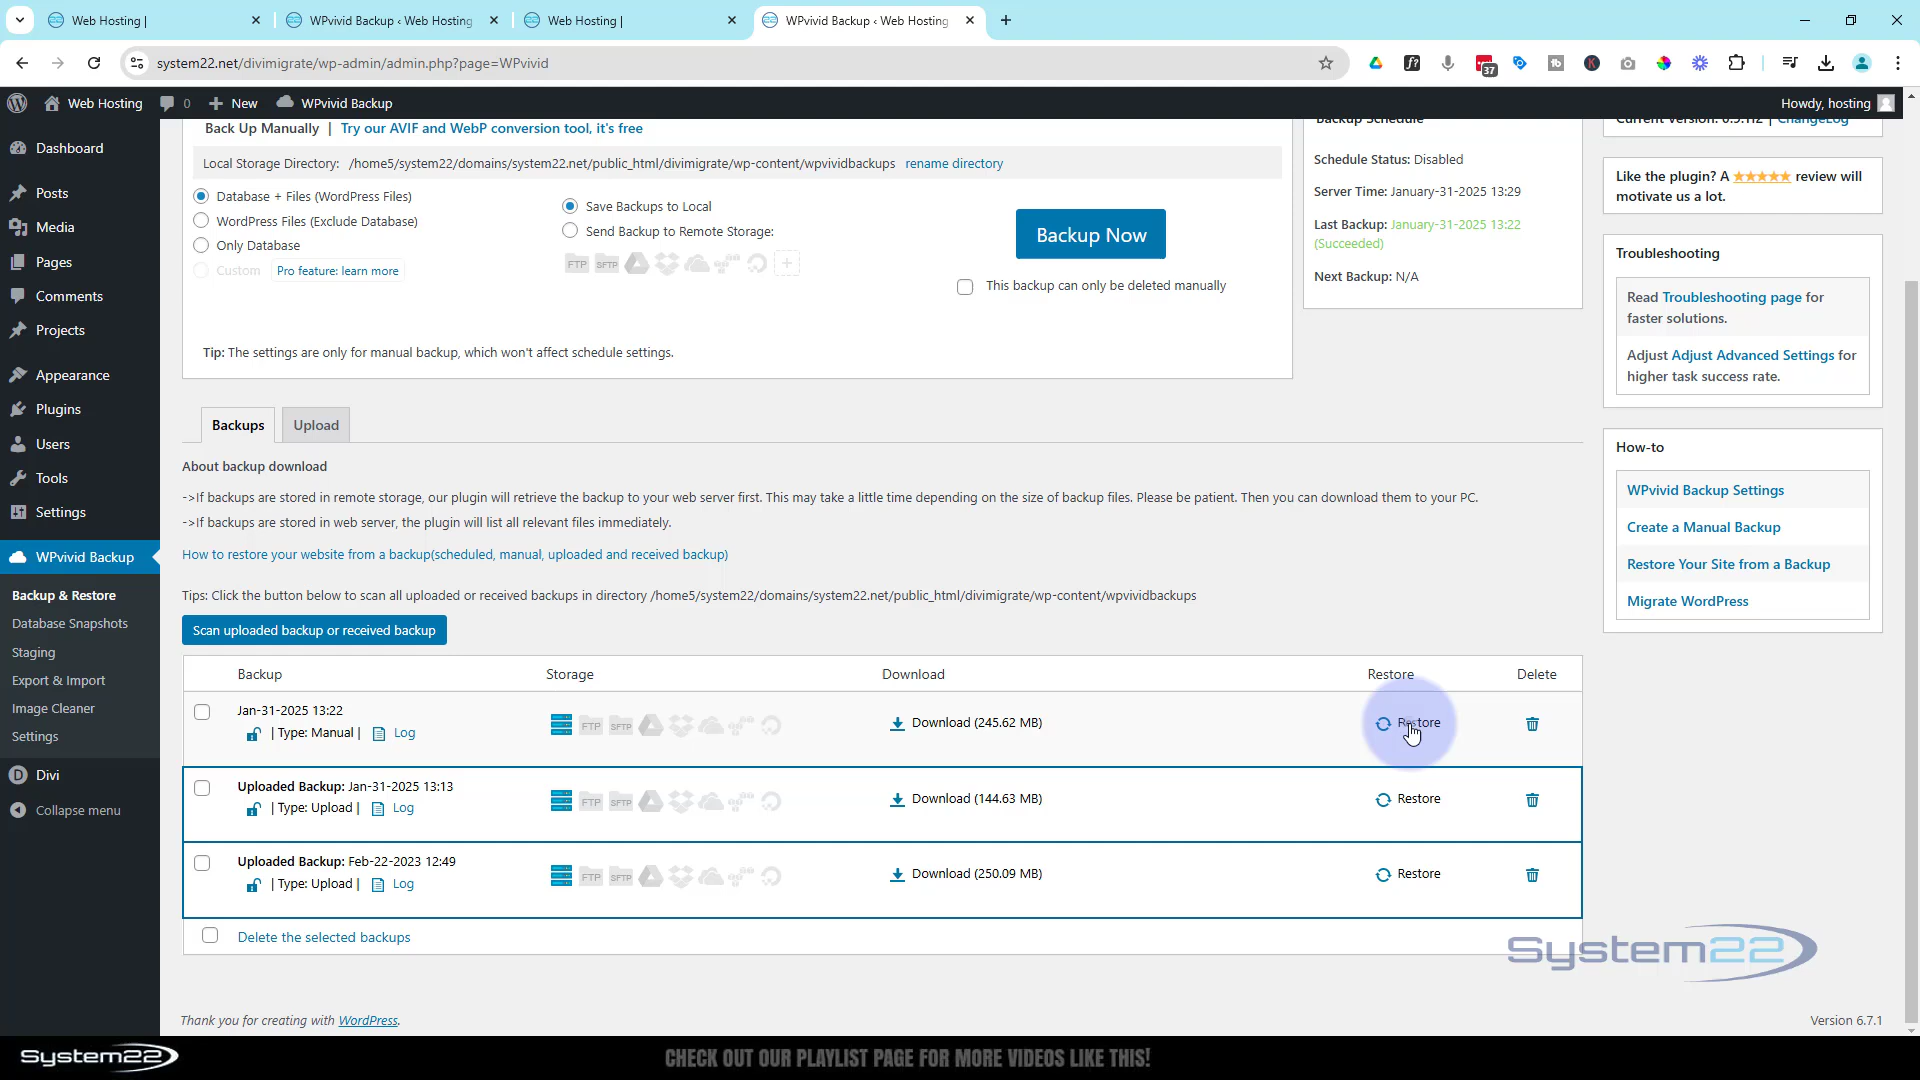 Web Hosting |
WPvivid Backup ‹ Web Hosting
Web Hosting |
WPvivid Backup ‹ Web Hosting
system22.net/divimigrate/wp-admin/admin.php?page=WPvivid
37
Web Hosting
0
New
WPvivid Backup
Howdy, hosting
Dashboard
Posts
Media
Pages
Comments
Projects
Appearance
Plugins
Users
Tools
Settings
WPvivid Backup
Backup & Restore
Database Snapshots
Staging
Export & Import
Image Cleaner
Settings
Divi
Collapse menu
Back Up Manually | Try our AVIF and WebP conversion tool, it's free
Local Storage Directory: /home5/system22/domains/system22.net/public_html/divimigrate/wp-content/wpvividbackups rename directory
Database + Files (WordPress Files)
WordPress Files (Exclude Database)
Only Database
Custom Pro feature: learn more
Save Backups to Local
Send Backup to Remote Storage:
FTP SFTP
Backup Now
This backup can only be deleted manually
Tip: The settings are only for manual backup, which won't affect schedule settings.
Backup Schedule
Schedule Status: Disabled
Server Time: January-31-2025 13:29
Last Backup: January-31-2025 13:22
(Succeeded)
Next Backup: N/A
Current Version: 0.9.112 | ChangeLog
Like the plugin? A ★★★★★ review will
motivate us a lot.
Troubleshooting
Read Troubleshooting page for
faster solutions.
Adjust Adjust Advanced Settings for
higher task success rate.
How-to
WPvivid Backup Settings
Create a Manual Backup
Restore Your Site from a Backup
Migrate WordPress
Backups
Upload
About backup download
->If backups are stored in remote storage, our plugin will retrieve the backup to your web server first. This may take a little time depending on the size of backup files. Please be patient. Then you can download them to your PC.
->If backups are stored in web server, the plugin will list all relevant files immediately.
How to restore your website from a backup(scheduled, manual, uploaded and received backup)
Tips: Click the button below to scan all uploaded or received backups in directory /home5/system22/domains/system22.net/public_html/divimigrate/wp-content/wpvividbackups
Scan uploaded backup or received backup
Backup Storage Download Restore Delete
Jan-31-2025 13:22
| Type: Manual | Log
FTP SFTP
Download (245.62 MB)
Restore
Uploaded Backup: Jan-31-2025 13:13
| Type: Upload | Log
FTP SFTP
Download (144.63 MB)
Restore
Uploaded Backup: Feb-22-2023 12:49
| Type: Upload | Log
FTP SFTP
Download (250.09 MB)
Restore
Delete the selected backups
System22
Thank you for creating with WordPress.
Version 6.7.1
System22
CHECK OUT OUR PLAYLIST PAGE FOR MORE VIDEOS LIKE THIS!